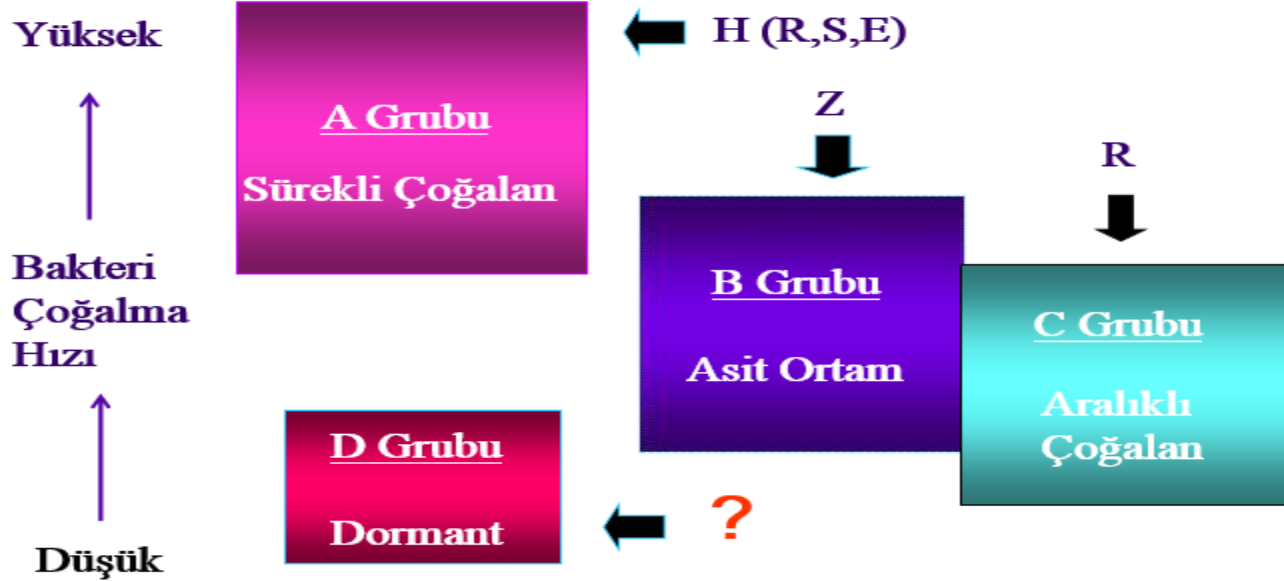 Yüksek
H (R,S,E)
A Grubu
Sürekli Çoğalan
Z
R
Bakteri
Çoğalma
Hızı
B Grubu
Asit Ortam
C Grubu
Aralıklı
Çoğalan
D Grubu
Dormant
?
Düşük